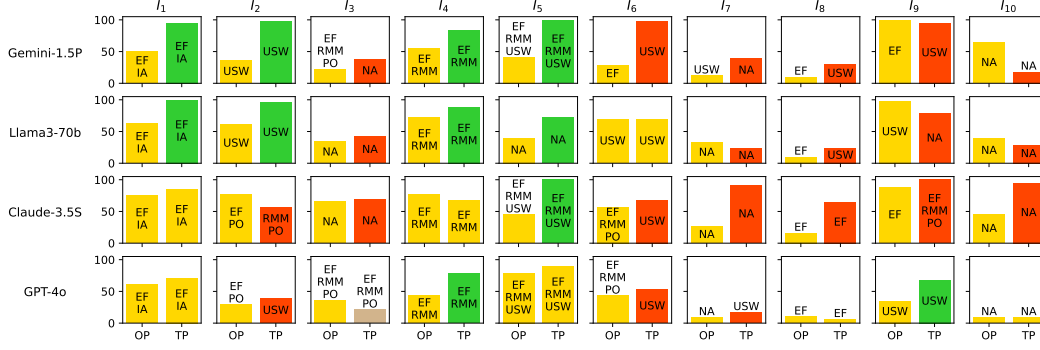 I1 I2 I3 I4 I5 I6 I7 I8 I9 I10
Gemini-1.5P
100
50
0
EF
IA
EF
IA
USW
USW
EF
RMM
PO
NA
EF
RMM
EF
RMM
EF
RMM
USW
EF
RMM
USW
EF
USW
USW
NA
EF
USW
EF
USW
NA
NA
Llama3-70b
100
50
0
EF
IA
EF
IA
USW
USW
NA
NA
EF
RMM
EF
RMM
NA
NA
USW
USW
NA
NA
EF
USW
USW
NA
NA
NA
Claude-3.5S
100
50
0
EF
IA
EF
IA
EF
PO
RMM
PO
NA
NA
EF
RMM
EF
RMM
EF
RMM
USW
EF
RMM
USW
EF
RMM
PO
USW
NA
NA
EF
EF
EF
EF
RMM
PO
NA
NA
GPT-4o
100
50
0
EF
IA
EF
IA
EF
PO
USW
EF
RMM
PO
EF
RMM
PO
EF
RMM
EF
RMM
EF
RMM
USW
EF
RMM
USW
EF
RMM
PO
USW
NA
USW
EF
EF
USW
USW
NA
NA
OP TP OP TP OP TP OP TP OP TP OP TP OP TP OP TP OP TP OP TP